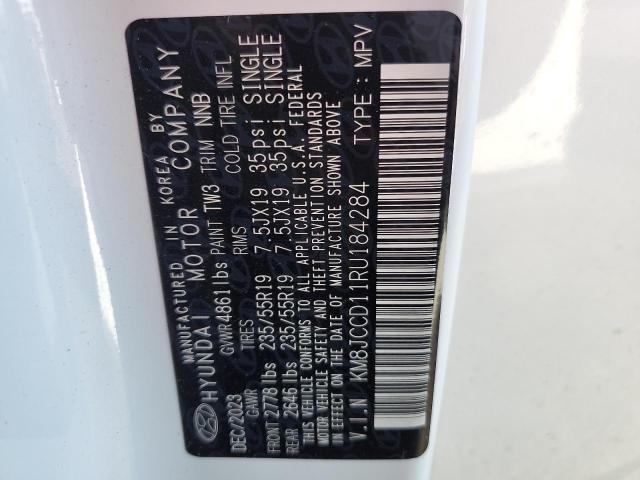 MANUFACTURED IN KOREA BY
HYUNDAI MOTOR COMPANY
DEC/2023 GVWR4861lbs PAINT TW3 TRIM NNB
GAWR TIRES RIMS COLD TIRE INFL
FRONT 2778 lbs 235/55R19 7.5JX19 35psi SINGLE
REAR 2646 lbs 235/55R19 7.5JX19 35psi SINGLE
THIS VEHICLE CONFORMS TO ALL APPLICABLE U.S.A. FEDERAL
MOTOR VEHICLE SAFETY, BUMPER, AND THEFT PREVENTION STANDARDS
IN EFFECT ON THE DATE OF MANUFACTURE SHOWN ABOVE
V.I.N KM8JCCD11RU184284 TYPE : MPV